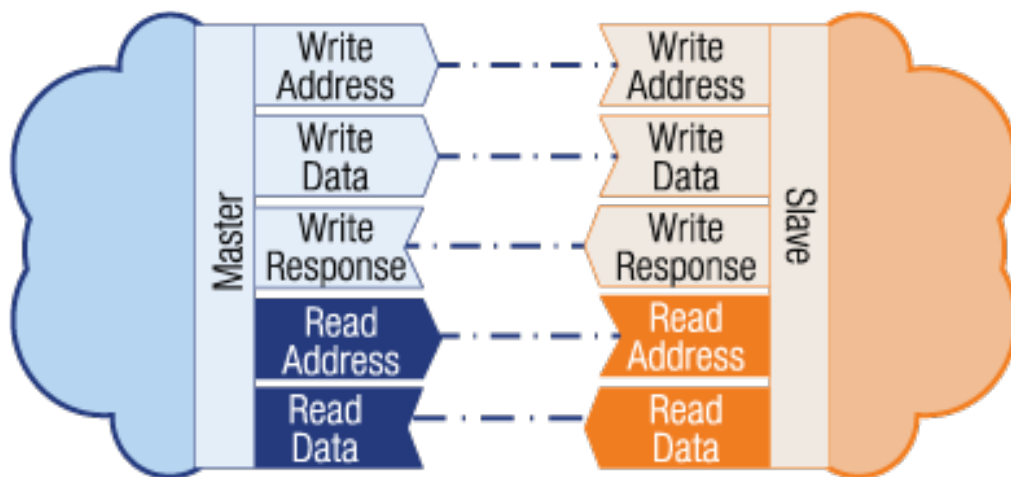 Master
Write
Address
Write
Data
Write
Response
Read
Address
Read
Data
Write
Address
Write
Data
Write
Response
Read
Address
Read
Data
Slave